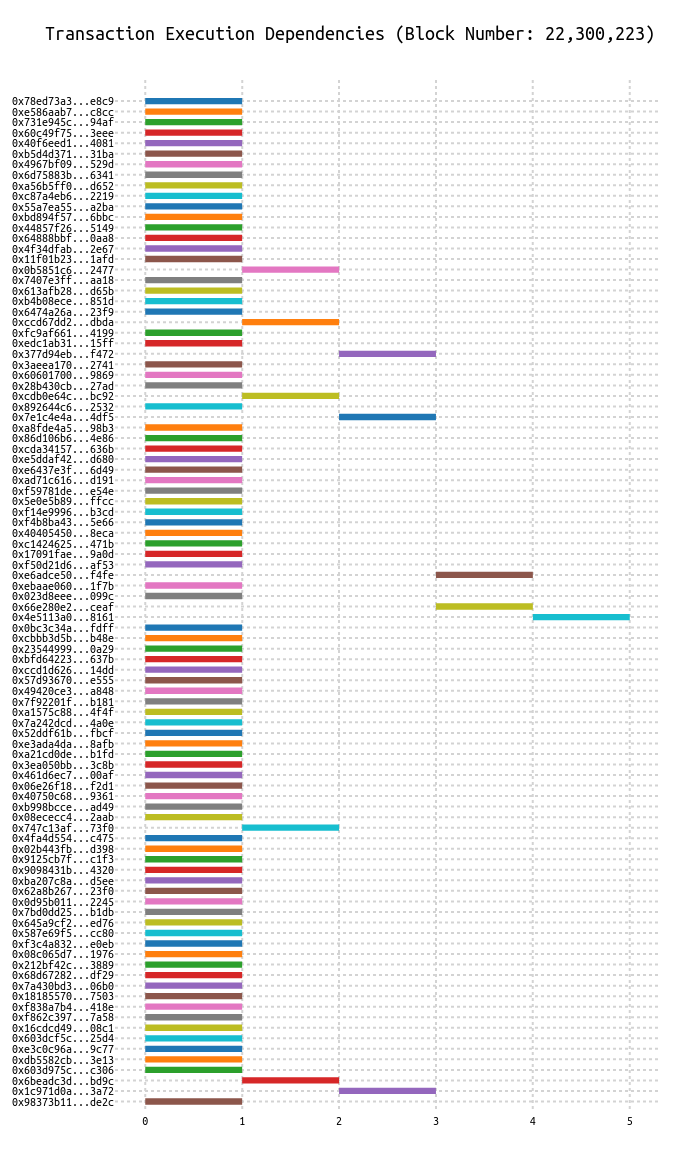 Transaction Execution Dependencies (Block Number: 22,300,223)
0x78ed73a3...e8c9
0xe586aab7...c8cc
0x731e945c...94af
0x60c49f75...3eee
0x40f6eed1...4081
0xb5d4d371...31ba
0x4967bf09...529d
0x6d75883b...6341
0xa56b5ff0...d652
0xc87a4eb6...2219
0x55a7ea55...a2ba
0xbd894f57...6bbc
0x44857f26...5149
0x64888bbf...0aa8
0x4f34dfab...2e67
0x11f01b23...1afd
0x0b5851c6...2477
0x7407e3ff...aa18
0x613afb28...d65b
0xb4b08ece...851d
0x6474a26a...23f9
0xccd67dd2...dbda
0xfc9af661...4199
0xedc1ab31...15ff
0x377d94eb...f472
0x3aeea170...2741
0x60601700...9869
0x28b430cb...27ad
0xcdb0e64c...bc92
0x892644c6...2532
0x7e1c4e4a...4df5
0xa8fde4a5...98b3
0x86d106b6...4e86
0xcda34157...636b
0xe5ddaf42...d680
0xe6437e3f...6d49
0xad71c616...d191
0xf59781de...e54e
0x5e0e5b89...ffcc
0xf14e9996...b3cd
0xf4b8ba43...5e66
0x40405450...8eca
0xc1424625...471b
0x17091fae...9a0d
0xf50d21d6...af53
0xe6adce50...f4fe
0xebaae060...1f7b
0x023d8eee...099c
0x66e280e2...ceaf
0x4e5113a0...8161
0x0bc3c34a...fdff
0xcbbb3d5b...b48e
0x23544999...0a29
0xbfd64223...637b
0xccd1d626...14dd
0x57d93670...e555
0x49420ce3...a848
0x7f92201f...b181
0xa1575c88...4f4f
0x7a242dcd...4a0e
0x52ddf61b...fbcf
0xe3ada4da...8afb
0xa21cd0de...b1fd
0x3ea050bb...3c8b
0x461d6ec7...00af
0x06e26f18...f2d1
0x40750c68...9361
0xb998bcce...ad49
0x08ececc4...2aab
0x747c13af...73f0
0x4fa4d554...c475
0x02b443fb...d398
0x9125cb7f...c1f3
0x9098431b...4320
0xba207c8a...d5ee
0x62a8b267...23f0
0x0d95b011...2245
0x7bd0dd25...b1db
0x645a9cf2...ed76
0x587e69f5...cc80
0xf3c4a832...e0eb
0x08c065d7...1976
0x212bf42c...3889
0x68d67282...df29
0x7a430bd3...06b0
0x18185570...7503
0xf838a7b4...418e
0xf862c397...7a58
0x16cdcd49...08c1
0x603dcf5c...25d4
0xe3c0c96a...9c77
0xdb5582cb...3e13
0x603d975c...c306
0x6beadc3d...bd9c
0x1c971d0a...3a72
0x98373b11...de2c
0 1 2 3 4 5